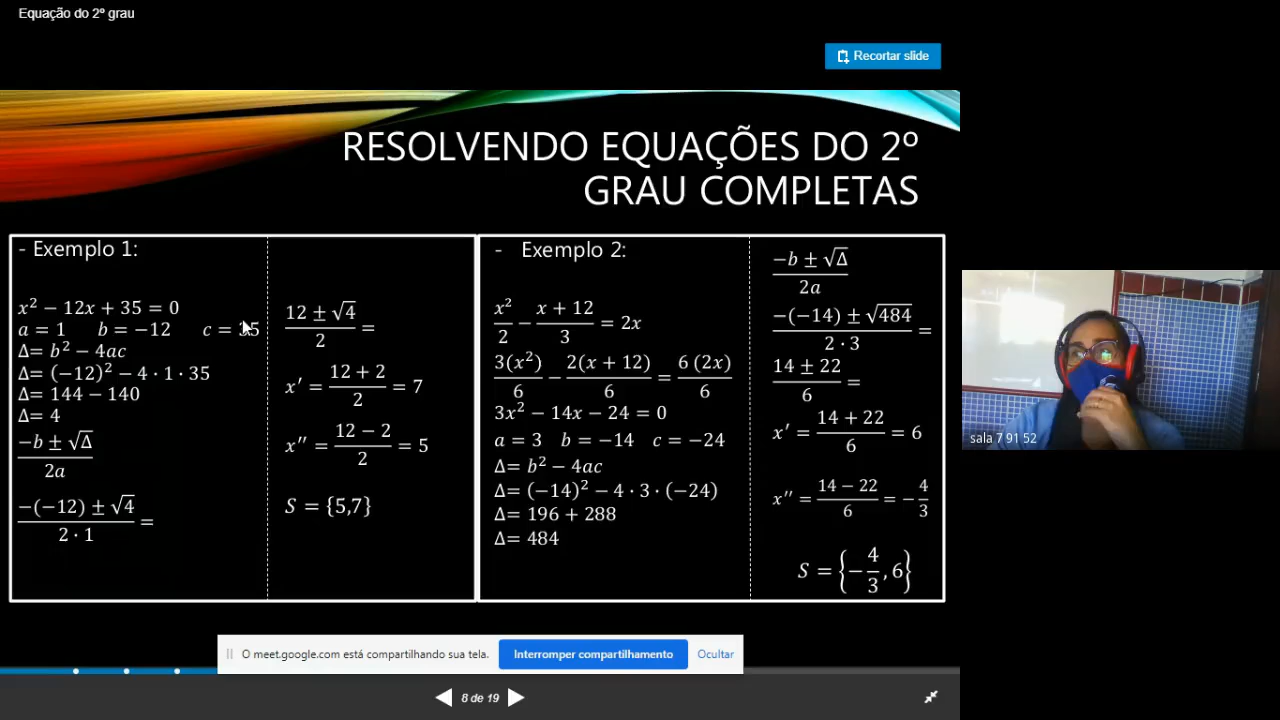 Equação do 2º grau
Recortar slide
RESOLVENDO EQUAÇÕES DO 2º
GRAU COMPLETAS
- Exemplo 1:
x² − 12x + 35 = 0
a = 1 b = −12 c = 35
Δ= b² − 4ac
Δ= (−12)² − 4 · 1 · 35
Δ= 144 − 140
Δ= 4
(−b ± √Δ)/2a
(−(−12) ± √4)/(2 · 1) =
(12 ± √4)/2 =
x′ = (12 + 2)/2 = 7
x′′ = (12 − 2)/2 = 5
S = {5,7}
- Exemplo 2:
x²/2 − (x + 12)/3 = 2x
3(x²)/6 − 2(x + 12)/6 = 6 (2x)/6
3x² − 14x − 24 = 0
a = 3 b = −14 c = −24
Δ= b² − 4ac
Δ= (−14)² − 4 · 3 · (−24)
Δ= 196 + 288
Δ= 484
(−b ± √Δ)/2a
(−(−14) ± √484)/(2 · 3) =
(14 ± 22)/6 =
x′ = (14 + 22)/6 = 6
x′′ = (14 − 22)/6 = −4/3
S = {−4/3, 6}
sala 7 91 52
O meet.google.com está compartilhando sua tela.
Interromper compartilhamento
Ocultar
8 de 19